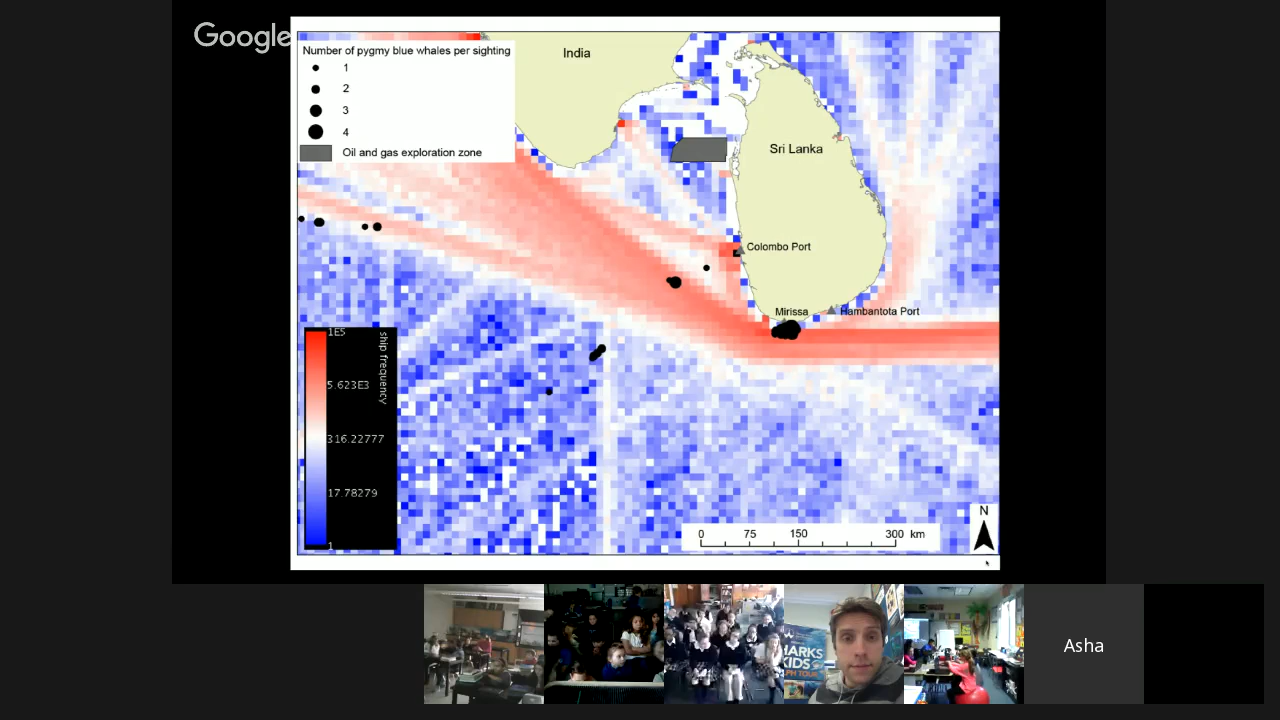 Google
Number of pygmy blue whales per sighting
1
2
3
4
Oil and gas exploration zone
India
Sri Lanka
Colombo Port
Mirissa
Hambantota Port
ship frequency
1E5
5.623E3
316.22777
17.78279
1
0 75 150 300 km
N
HARKS
KIDS
Asha